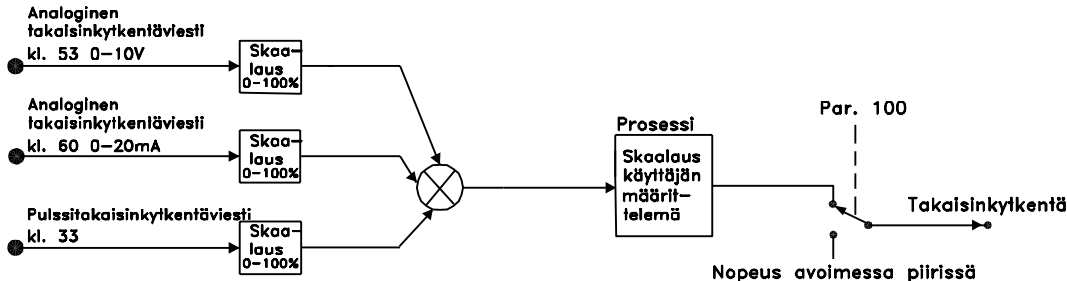 Analoginen
takaisinkytkentäviesti
kl. 53 0-10V
Skaa-
laus
0-100%
Analoginen
takaisinkytkentäviesti
kl. 60 0-20mA
Skaa-
laus
0-100%
Pulssitakaisinkytkentäviesti
kl. 33
Skaa-
laus
0-100%
Prosessi
Skaalaus
käyttäjän
määrit-
telemä
Par. 100
Takaisinkytkentä
Nopeus avoimessa piirissä